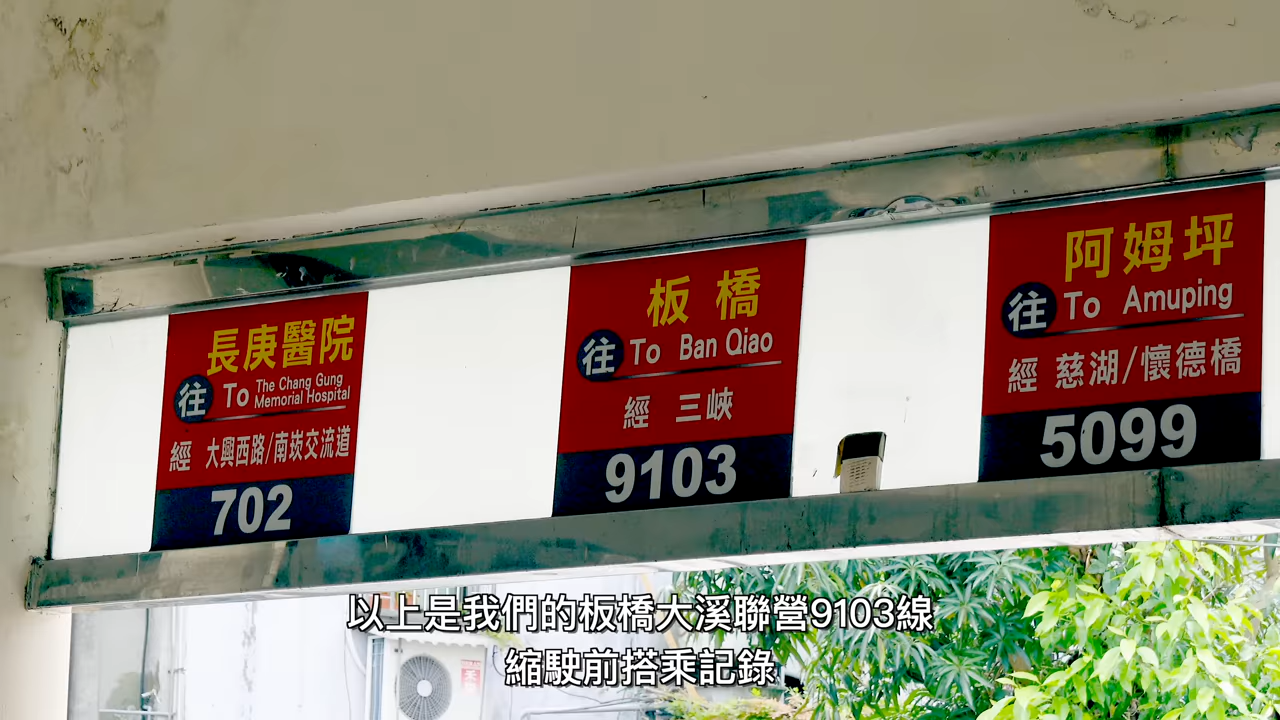 長庚醫院
往 To The Chang Gung
Memorial Hospital
經 大興西路/南崁交流道
702
板橋
往 To Ban Qiao
經 三峽
9103
阿姆坪
往 To Amuping
經 慈湖/懷德橋
5099
以上是我們的板橋大溪聯營9103線
縮駛前搭乘記錄